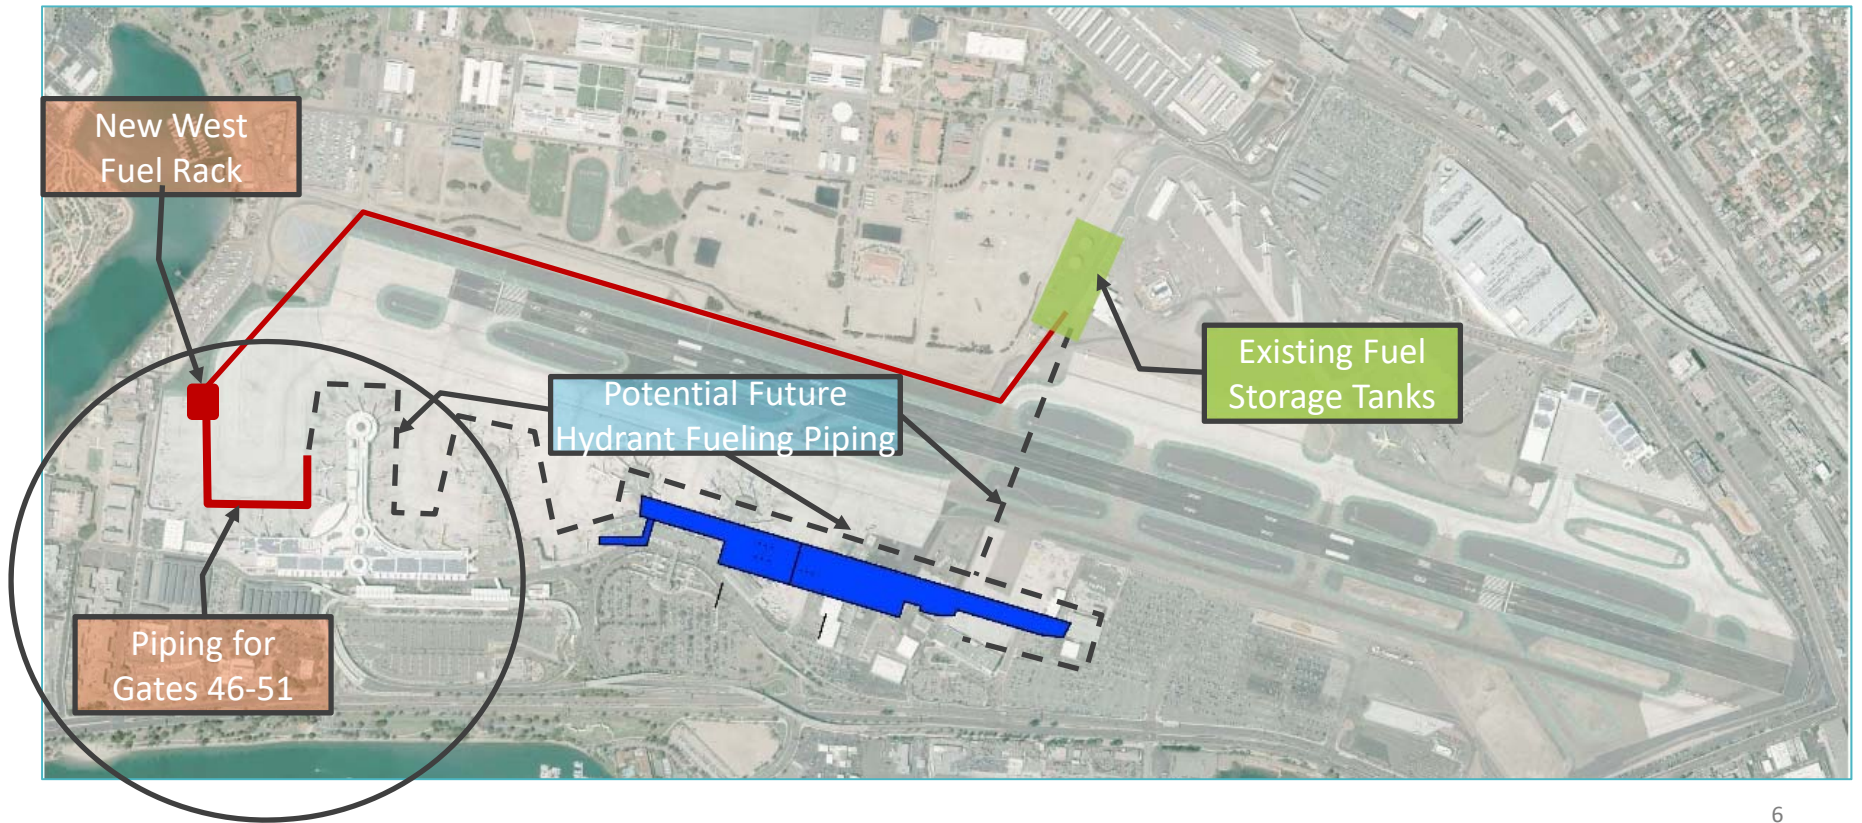 New West
Fuel Rack
Potential Future
Hydrant Fueling Piping
Existing Fuel
Storage Tanks
Piping for
Gates 46-51
6